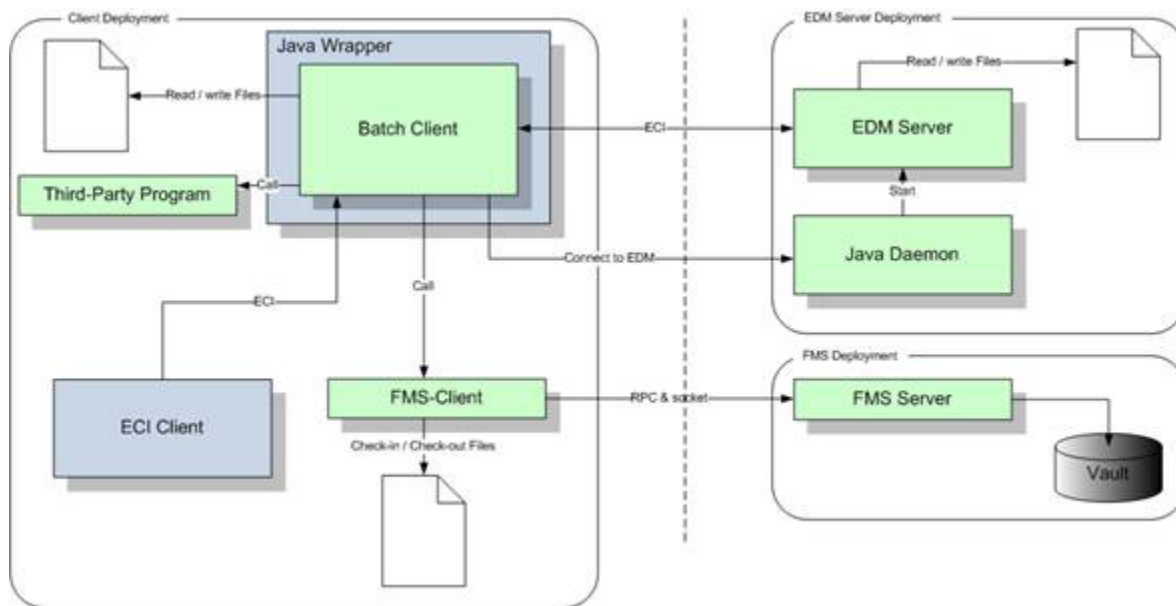 Client Deployment
EDM Server Deployment
Java Wrapper
Read / write Files
Batch Client
ECI
Read / write Files
EDM Server
Call
Third-Party Program
Start
Connect to EDM
Java Daemon
Call
ECI
FMS Deployment
ECI Client
FMS-Client
RPC & socket
FMS Server
Check-in / Check-out Files
Vault